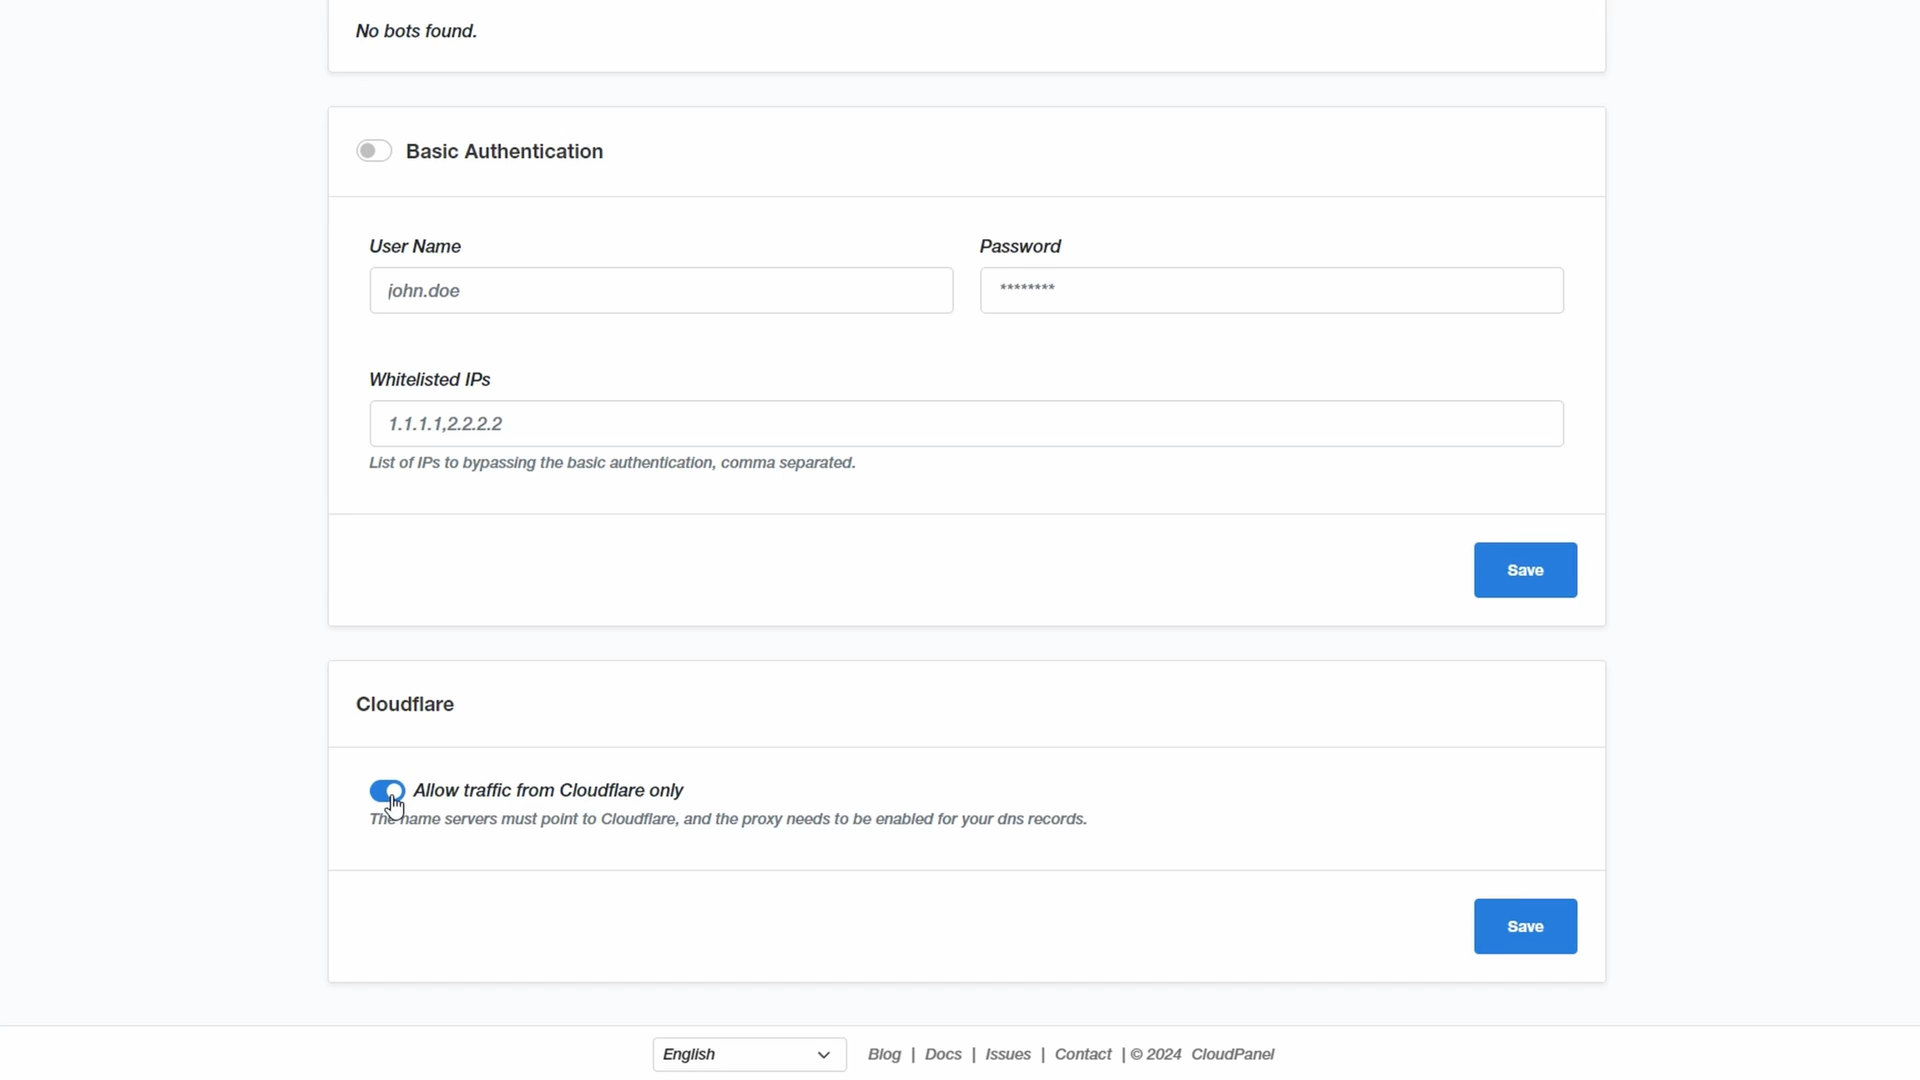 No bots found.
Basic Authentication
User Name
Password
john.doe
********
Whitelisted IPs
1.1.1.1,2.2.2.2
List of IPs to bypassing the basic authentication, comma separated.
Save
Cloudflare
Allow traffic from Cloudflare only
The name servers must point to Cloudflare, and the proxy needs to be enabled for your dns records.
Save
English
Blog | Docs | Issues | Contact | © 2024 CloudPanel